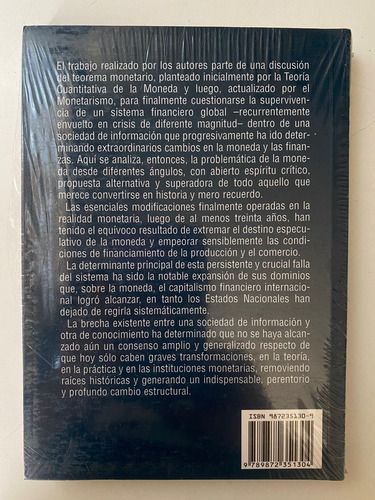 El trabajo realizado por los autores parte de una discusión
del teorema monetario, planteado inicialmente por la Teoría
Cuantitativa de la Moneda y luego, actualizado por el
Monetarismo, para finalmente cuestionarse la superviven-
cia de un sistema financiero global –recurrentemente
envuelto en crisis de diferente magnitud– dentro de una
sociedad de información que progresivamente ha ido deter-
minando extraordinarios cambios en la moneda y las finan-
zas. Aquí se analiza, entonces, la problemática de la mone-
da desde diferentes ángulos, con abierto espíritu crítico,
propuesta alternativa y superadora de todo aquello que
merece convertirse en historia y mero recuerdo.
Las esenciales modificaciones finalmente operadas en la
realidad monetaria, luego de al menos treinta años, han
tenido el equívoco resultado de extremar el destino especu-
lativo de la moneda y empeorar sensiblemente las condi-
ciones de financiamiento de la producción y el comercio.
La determinante principal de esta persistente y crucial falla
del sistema ha sido la notable expansión de sus dominios
que, sobre la moneda, el capitalismo financiero internacio-
nal logró alcanzar, en tanto los Estados Nacionales han
dejado de regirla sistemáticamente.
La brecha existente entre una sociedad de información y
otra de conocimiento ha determinado que no se haya alcan-
zado aún un consenso amplio y generalizado respecto de
que hoy sólo caben graves transformaciones, en la teoría,
en la práctica y en las instituciones monetarias, removiendo
raíces históricas y generando un indispensable, perentorio
y profundo cambio estructural.
ISBN 987235130-4
9 789872 351304